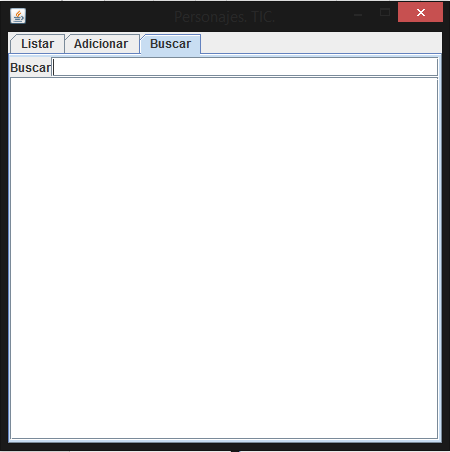 Personajes. TIC.
Listar Adicionar Buscar
Buscar